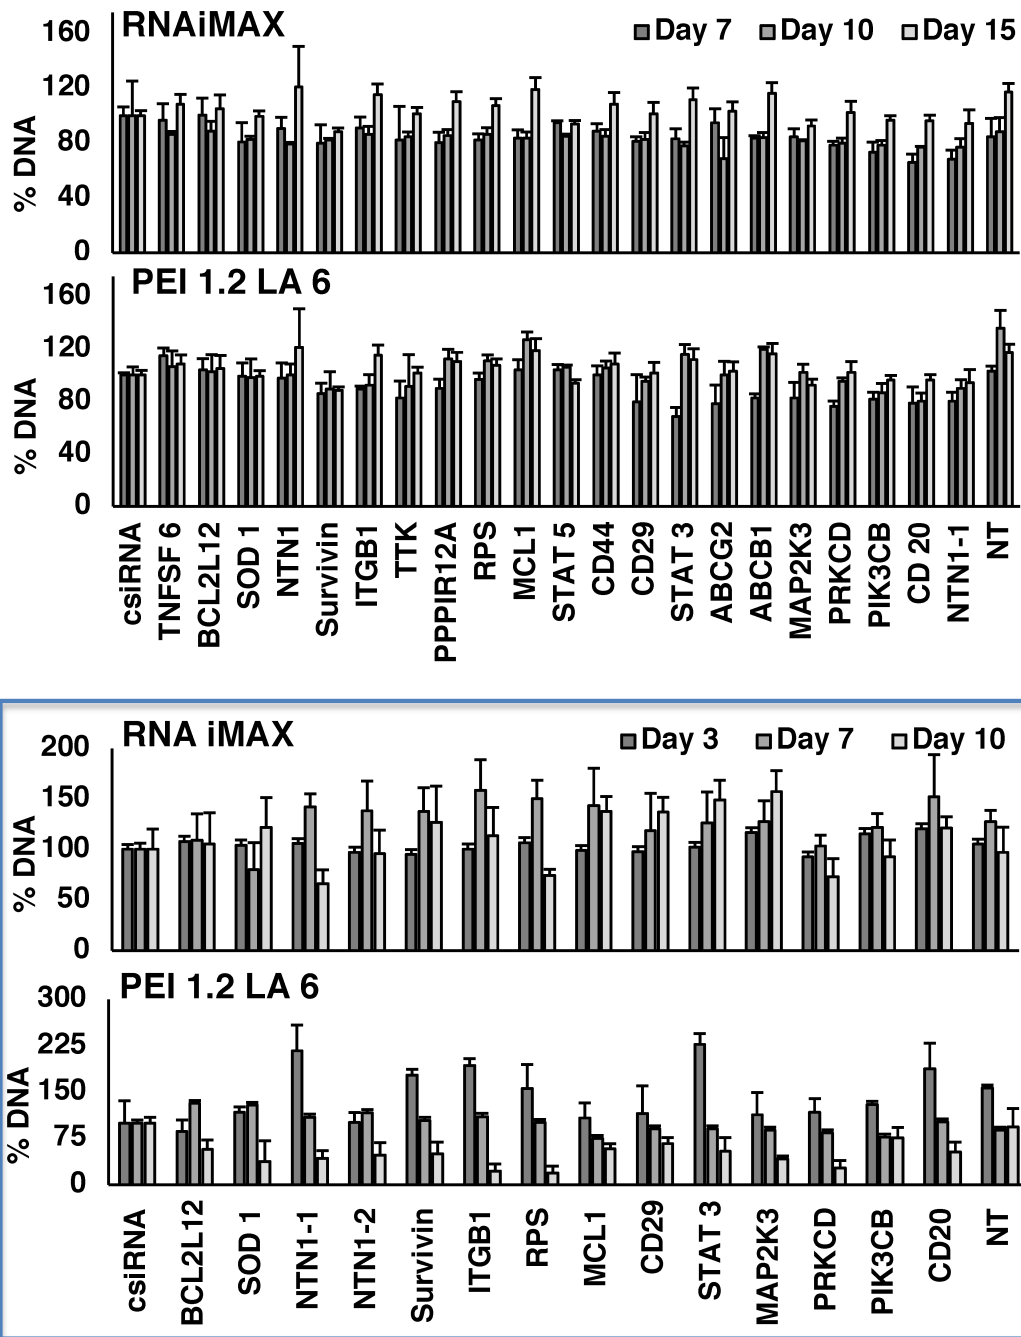 RNAiMAX
Day 7 Day 10 Day 15
160
120
80
40
0
% DNA
PEI 1.2 LA 6
160
120
80
40
0
% DNA
csiRNA
TNFSF 6
BCL2L12
SOD 1
NTN1
Survivin
ITGB1
TTK
PPPIR12A
RPS
MCL1
STAT 5
CD44
CD29
STAT 3
ABCG2
ABCB1
MAP2K3
PRKCD
PIK3CB
CD 20
NTN1-1
NT
RNA iMAX
Day 3 Day 7 Day 10
200
150
100
50
0
% DNA
PEI 1.2 LA 6
300
225
150
75
0
% DNA
csiRNA
BCL2L12
SOD 1
NTN1-1
NTN1-2
Survivin
ITGB1
RPS
MCL1
CD29
STAT 3
MAP2K3
PRKCD
PIK3CB
CD20
NT